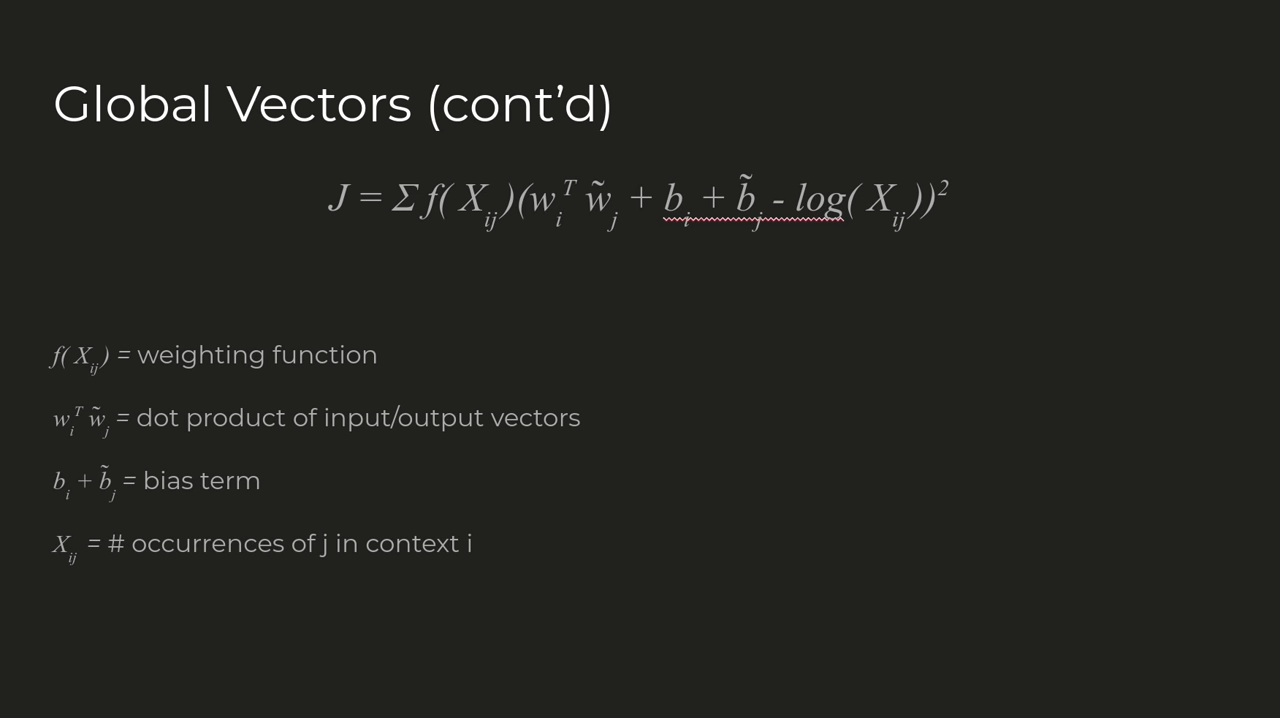 Global Vectors (cont’d)
J = Σ f( X_ij )(w_i^T w̃_j + b_i + b̃_j - log( X_ij ))^2
f( X_ij ) = weighting function
w_i^T w̃_j = dot product of input/output vectors
b_i + b̃_j = bias term
X_ij = # occurrences of j in context i